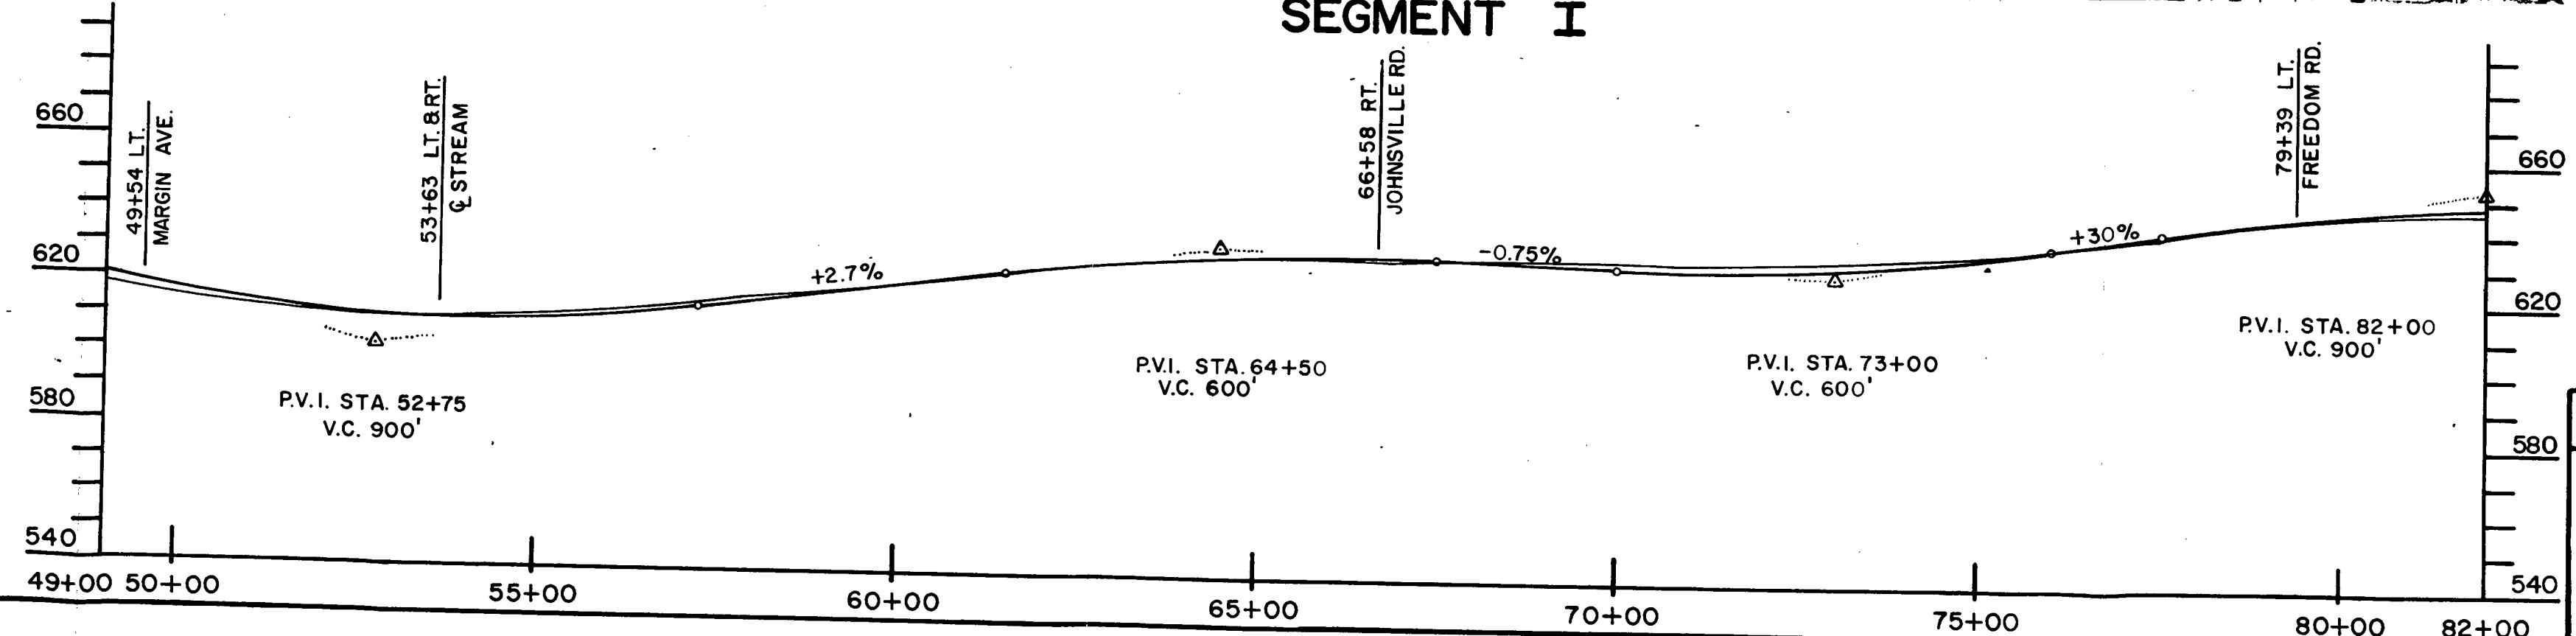 SEGMENT I
660
620
580
540
49+54 LT.
MARGIN AVE.
53+63 LT.&RT.
℄ STREAM
+2.7%
66+58 RT.
JOHNSVILLE RD.
-0.75%
+30%
79+39 LT.
FREEDOM RD.
660
620
580
540
P.V.I. STA. 52+75
V.C. 900'
P.V.I. STA. 64+50
V.C. 600'
P.V.I. STA. 73+00
V.C. 600'
P.V.I. STA. 82+00
V.C. 900'
49+00 50+00 55+00 60+00 65+00 70+00 75+00 80+00 82+00